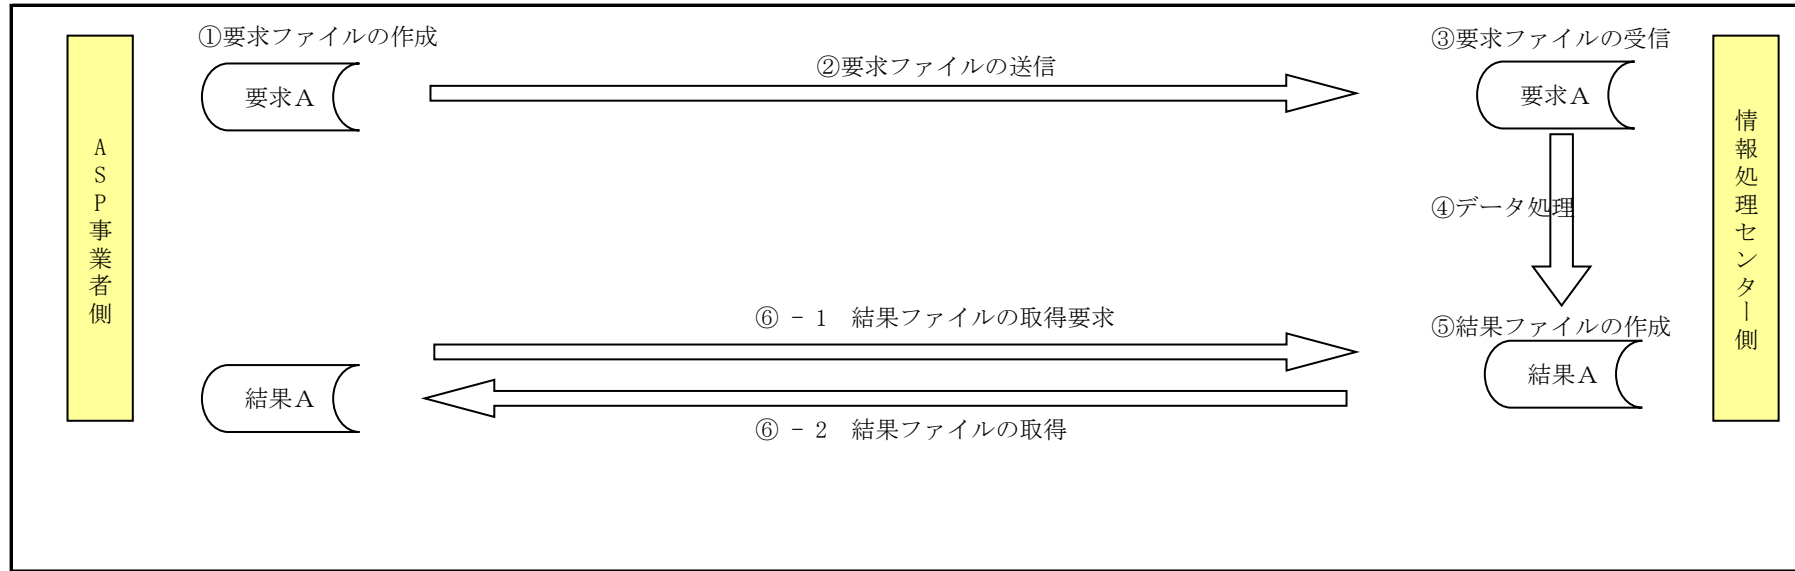 ①要求ファイルの作成
③要求ファイルの受信
②要求ファイルの送信
要求A
要求A
ASP事業者側
情報処理センター側
④データ処理
⑥-1 結果ファイルの取得要求
⑤結果ファイルの作成
結果A
結果A
⑥-2 結果ファイルの取得